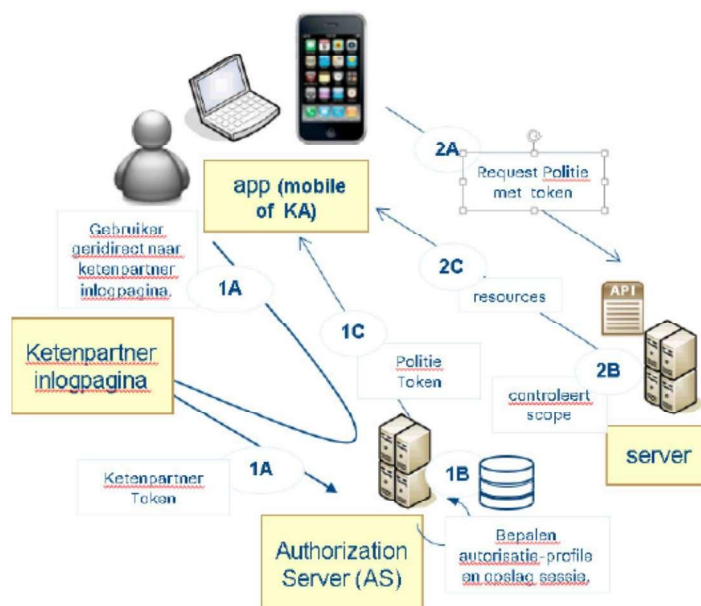 2A
Request Politie
met token
app (mobile
of KA)
Gebruiker
geridirect naar
ketenpartner
inlogpagina.
1A
2C
resources
API
1C
Ketenpartner
inlogpagina
Politie
Token
2B
controleert
scope
server
1A
Ketenpartner
Token
1B
Authorization
Server (AS)
Bepalen
autorisatie-profile
en opslag sessie.